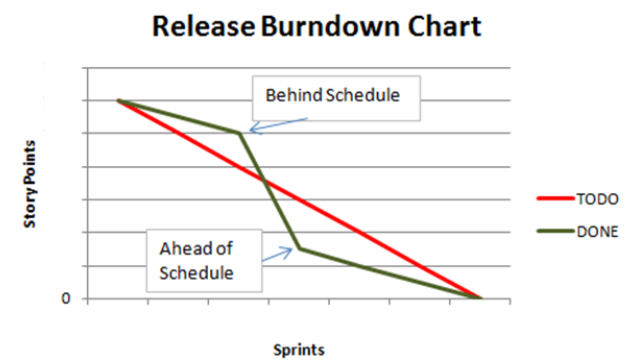 Release Burndown Chart
Behind Schedule
Story Points
TODO
DONE
Ahead of
Schedule
0
Sprints